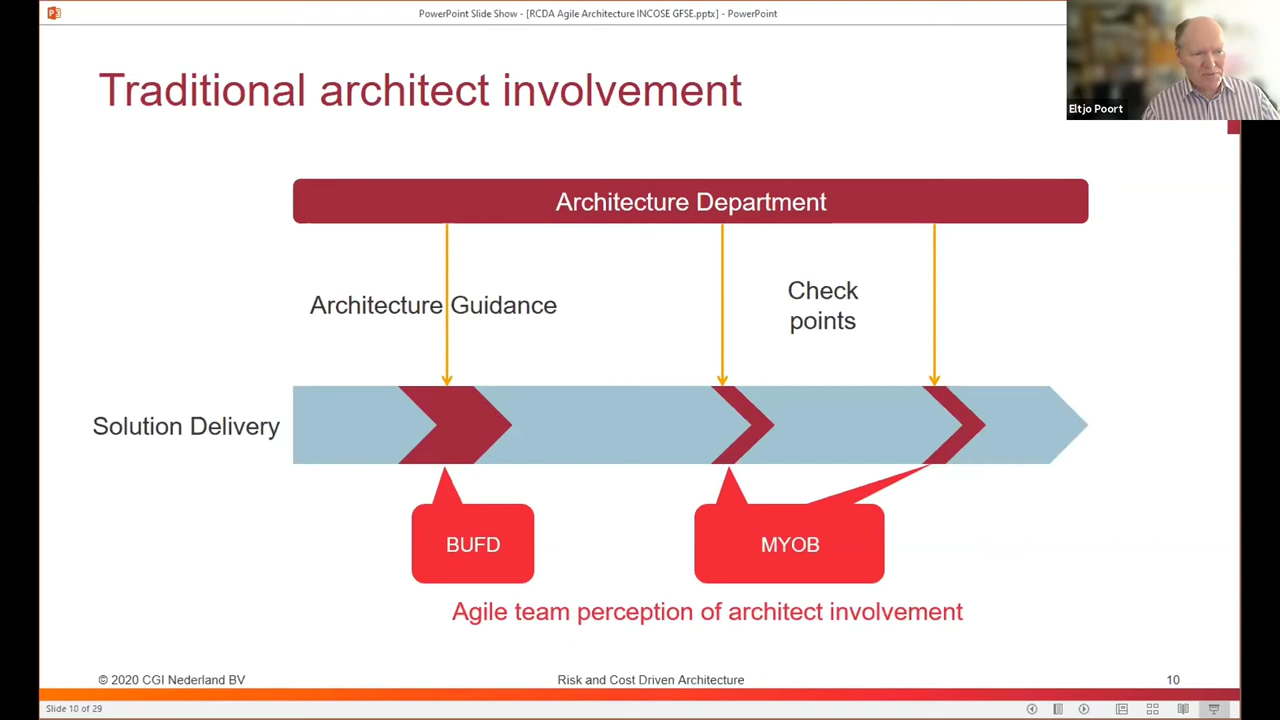 PowerPoint Slide Show - [RCDA Agile Architecture INCOSE GFSE.pptx] - PowerPoint
Eltjo Poort
Traditional architect involvement
Architecture Department
Architecture Guidance
Check
points
Solution Delivery
BUFD
MYOB
Agile team perception of architect involvement
© 2020 CGI Nederland BV
Risk and Cost Driven Architecture
10
Slide 10 of 29